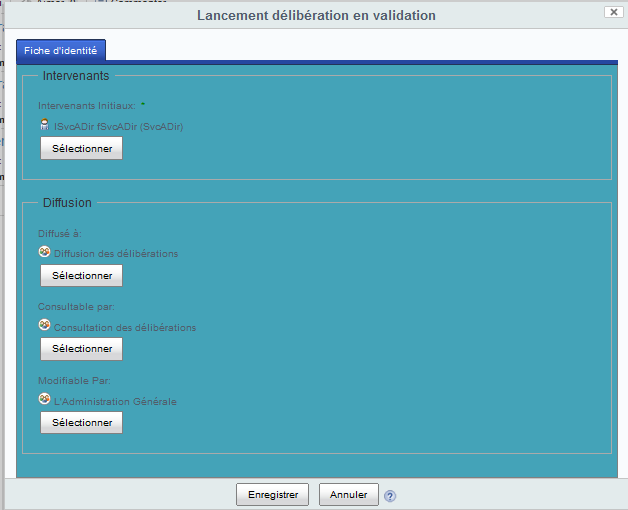 Lancement délibération en validation
Fiche d'identité
Intervenants
Intervenants Initiaux: *
lSvcADir fSvcADir (SvcADir)
Sélectionner
Diffusion
Diffusé à:
Diffusion des délibérations
Sélectionner
Consultable par:
Consultation des délibérations
Sélectionner
Modifiable Par:
L'Administration Générale
Sélectionner
Enregistrer
Annuler
?